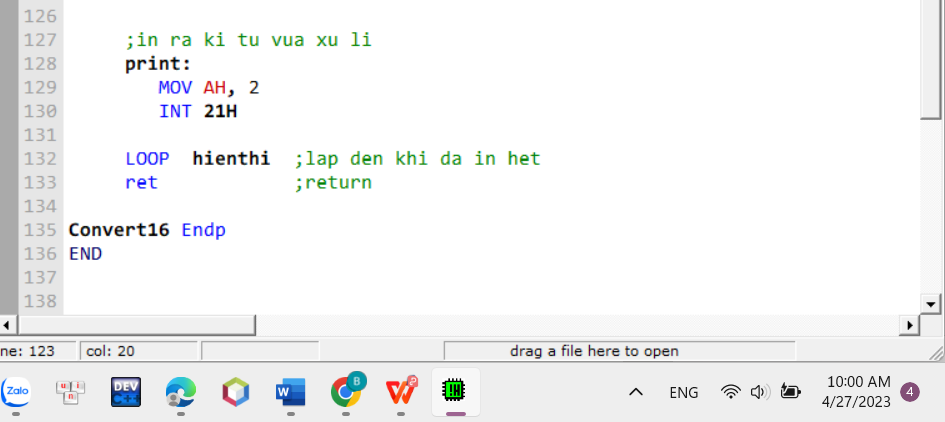 126
127 ;in ra ki tu vua xu li
128 print:
129 MOV AH, 2
130 INT 21H
131
132 LOOP hienthi ;lap den khi da in het
133 ret ;return
134
135 Convert16 Endp
136 END
137
138
ne: 123 col: 20 drag a file here to open
Zalo DEV C++ B ENG 10:00 AM 4
4/27/2023